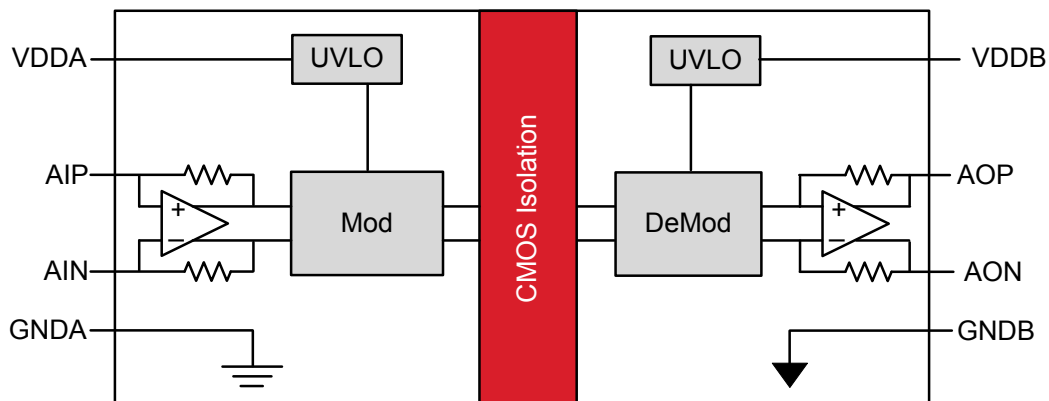 VDDA
UVLO
UVLO
VDDB
AIP
AOP
+
−
Mod
CMOS Isolation
DeMod
+
−
AIN
AON
GNDA
GNDB